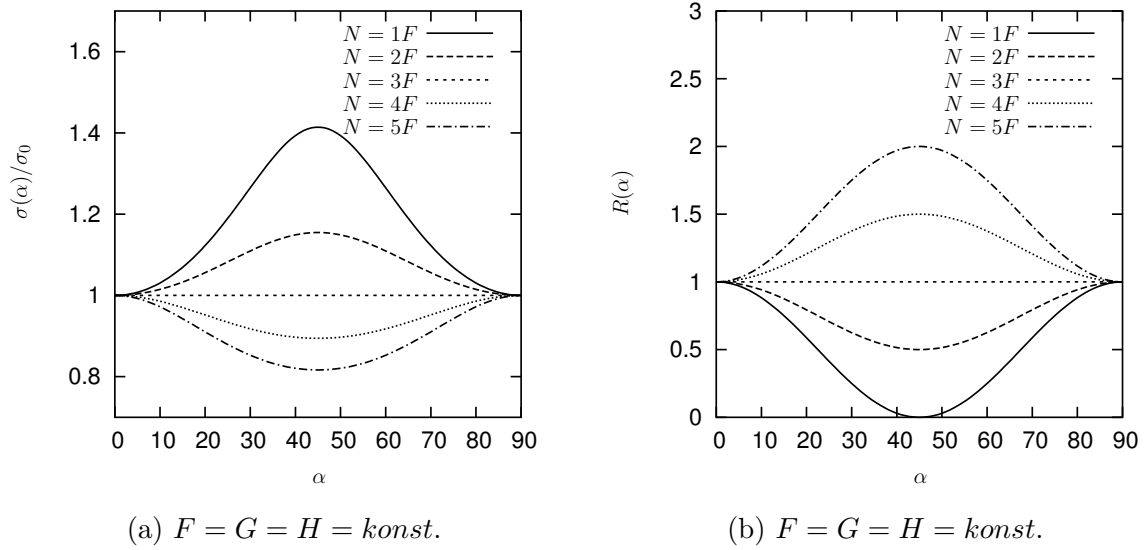 1.6
1.4
1.2
1
0.8
σ(α)/σ₀
N = 1F
N = 2F
N = 3F
N = 4F
N = 5F
0 10 20 30 40 50 60 70 80 90
α
(a) F = G = H = konst.
3
2.5
2
1.5
1
0.5
0
R(α)
N = 1F
N = 2F
N = 3F
N = 4F
N = 5F
0 10 20 30 40 50 60 70 80 90
α
(b) F = G = H = konst.